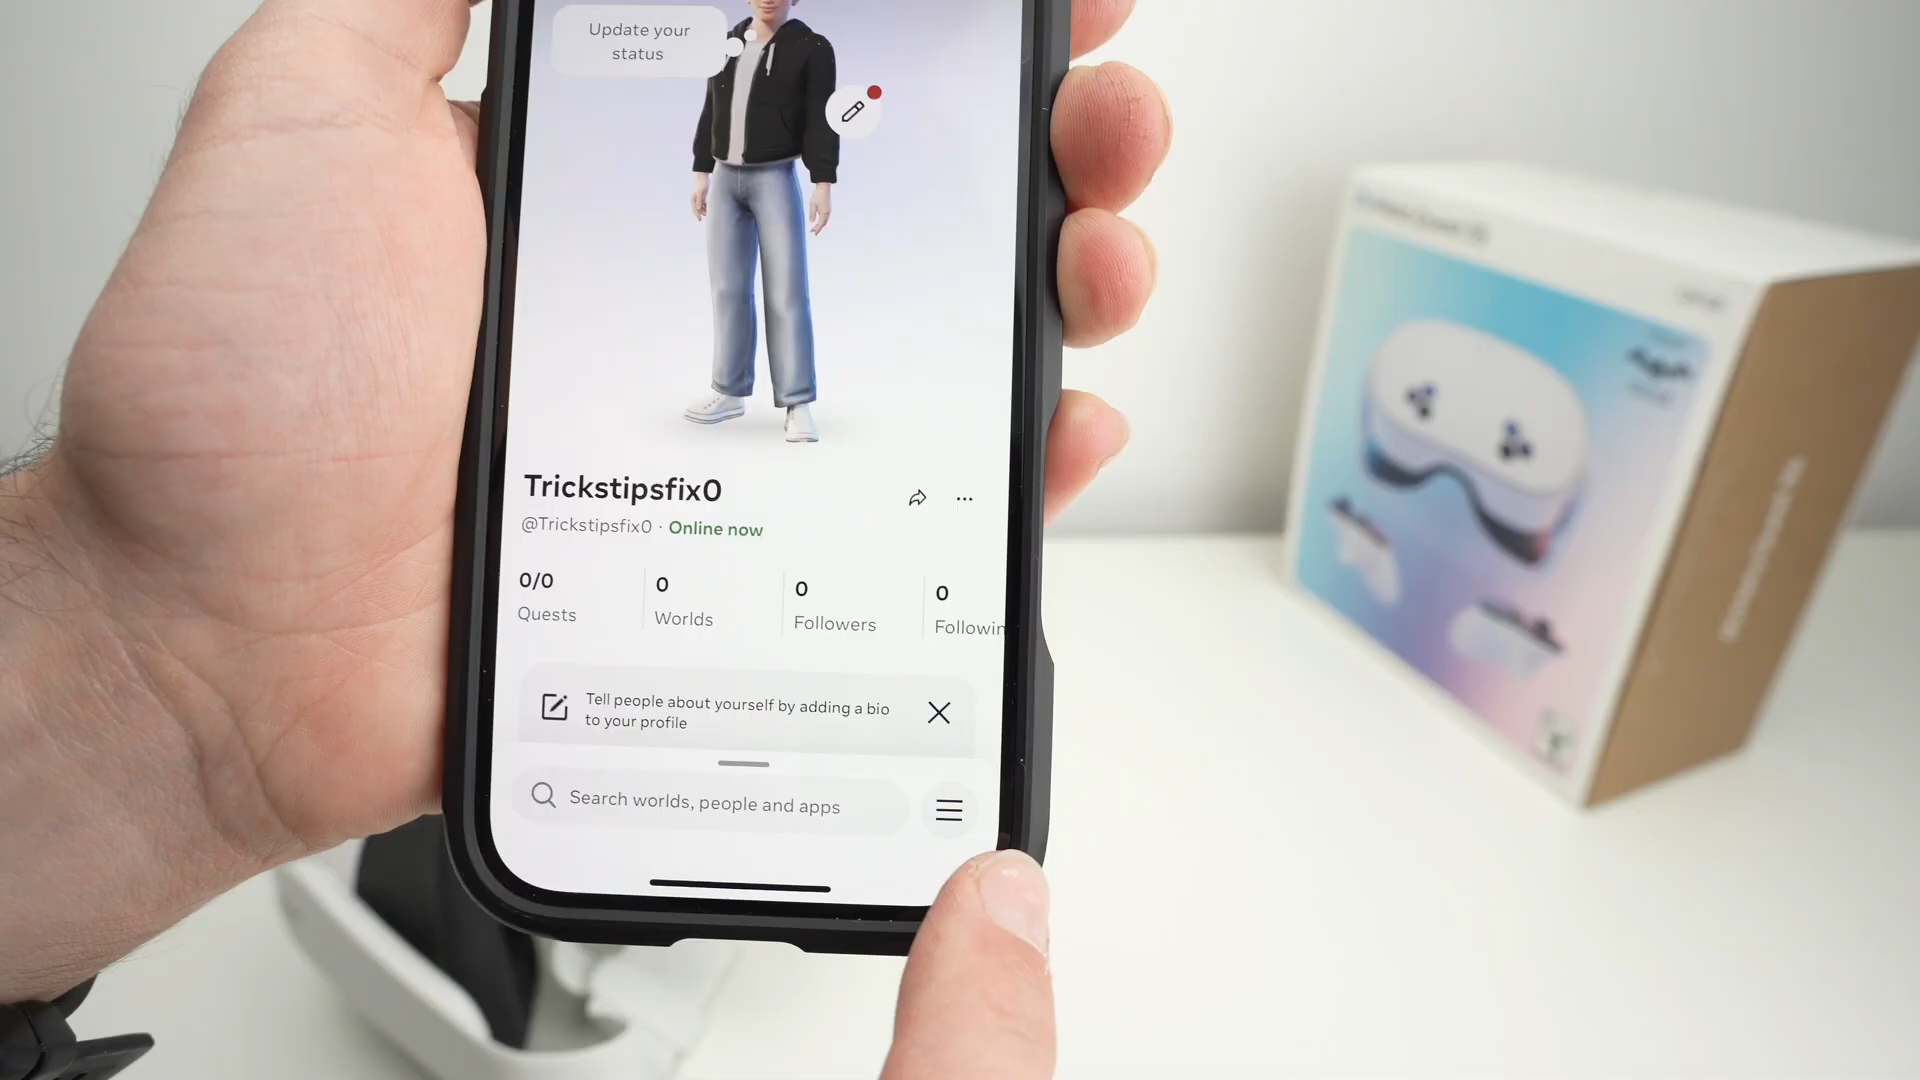 Update your
status
Trickstipsfix0
@Trickstipsfix0 · Online now
0/0
Quests
0
Worlds
0
Followers
0
Followin
Tell people about yourself by adding a bio
to your profile
Search worlds, people and apps